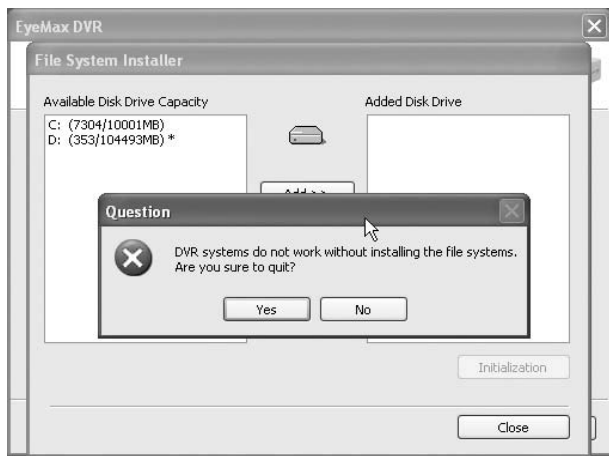 EyeMax DVR
File System Installer
Available Disk Drive Capacity
Added Disk Drive
C: (7304/10001MB)
D: (353/104493MB) *
Add >>
Question
DVR systems do not work without installing the file systems.
Are you sure to quit?
Yes
No
Initialization
Close